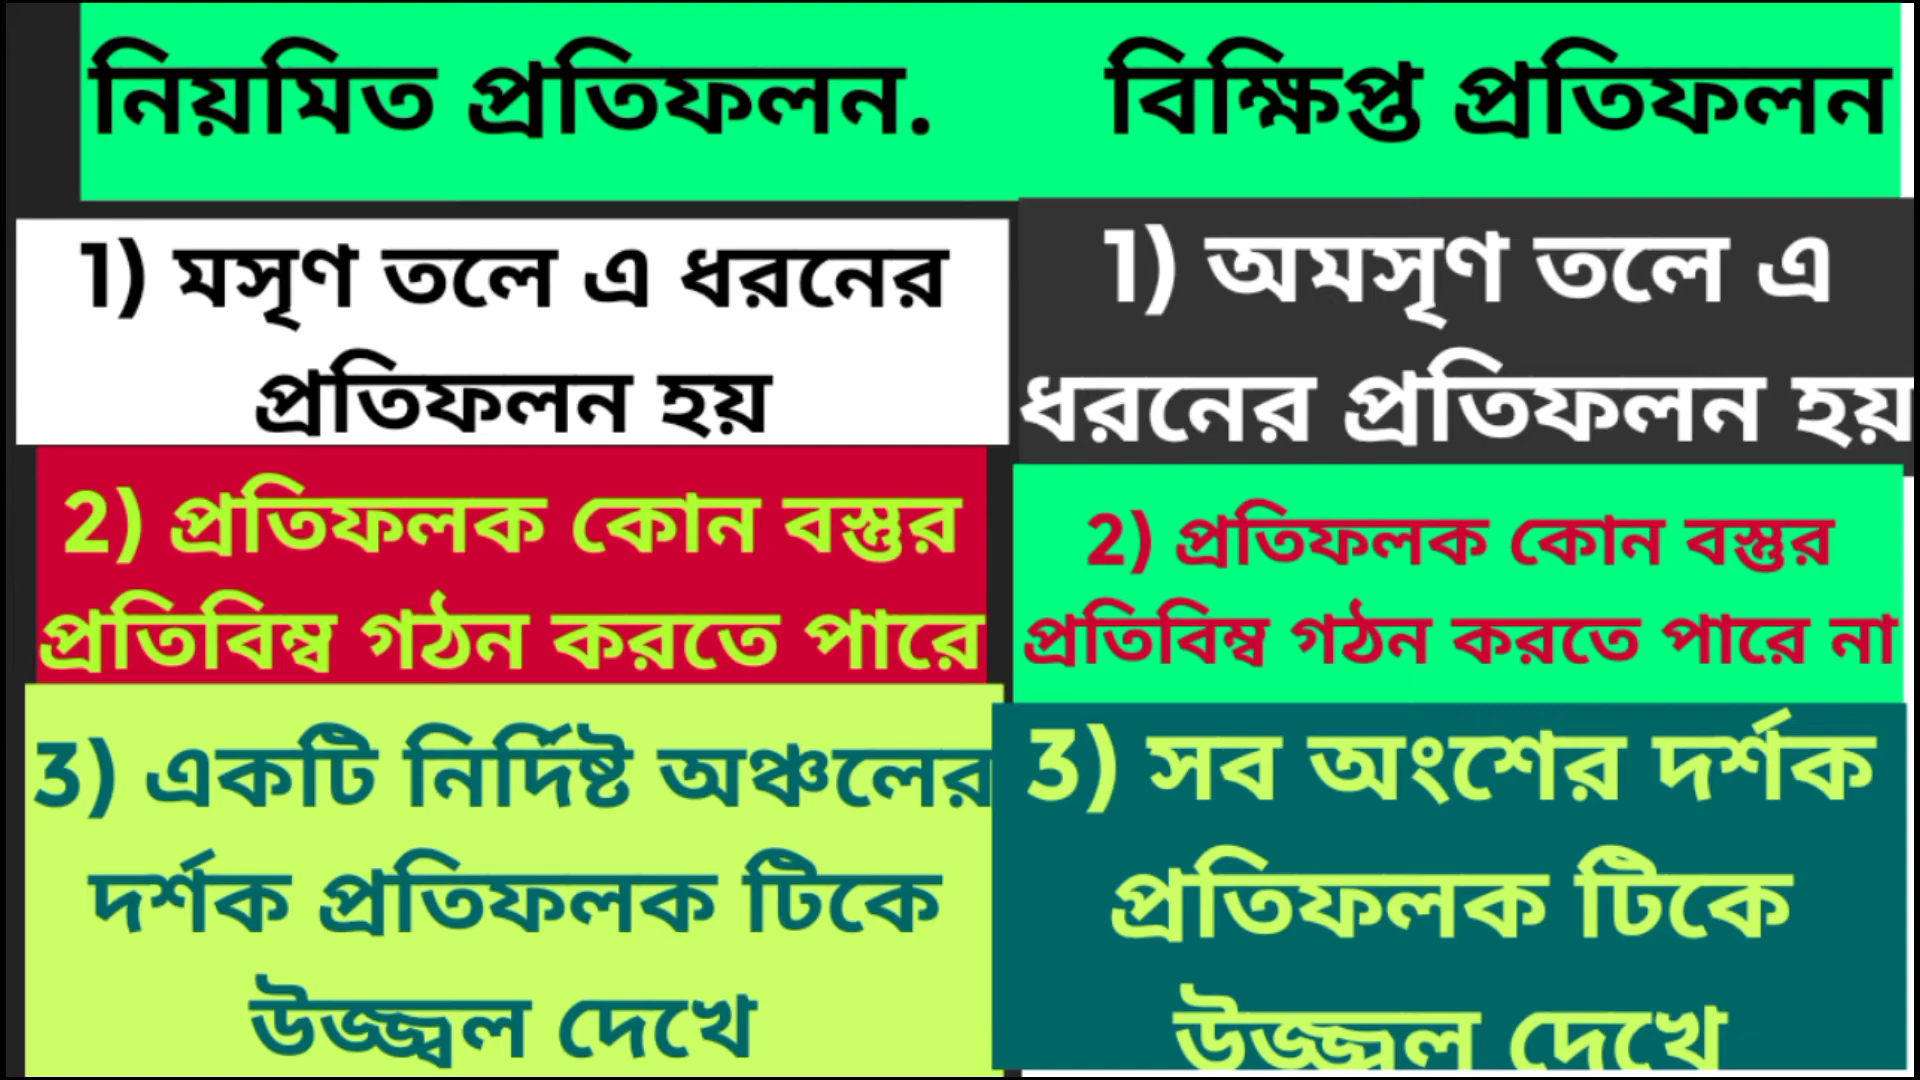 নিয়মিত প্রতিফলন. বিক্ষিপ্ত প্রতিফলন
1) মসৃণ তলে এ ধরনের
প্রতিফলন হয়
1) অমসৃণ তলে এ
ধরনের প্রতিফলন হয়
2) প্রতিফলক কোন বস্তুর
প্রতিবিম্ব গঠন করতে পারে
2) প্রতিফলক কোন বস্তুর
প্রতিবিম্ব গঠন করতে পারে না
3) একটি নির্দিষ্ট অঞ্চলের
দর্শক প্রতিফলক টিকে
উজ্জ্বল দেখে
3) সব অংশের দর্শক
প্রতিফলক টিকে
উজ্জ্বল দেখে